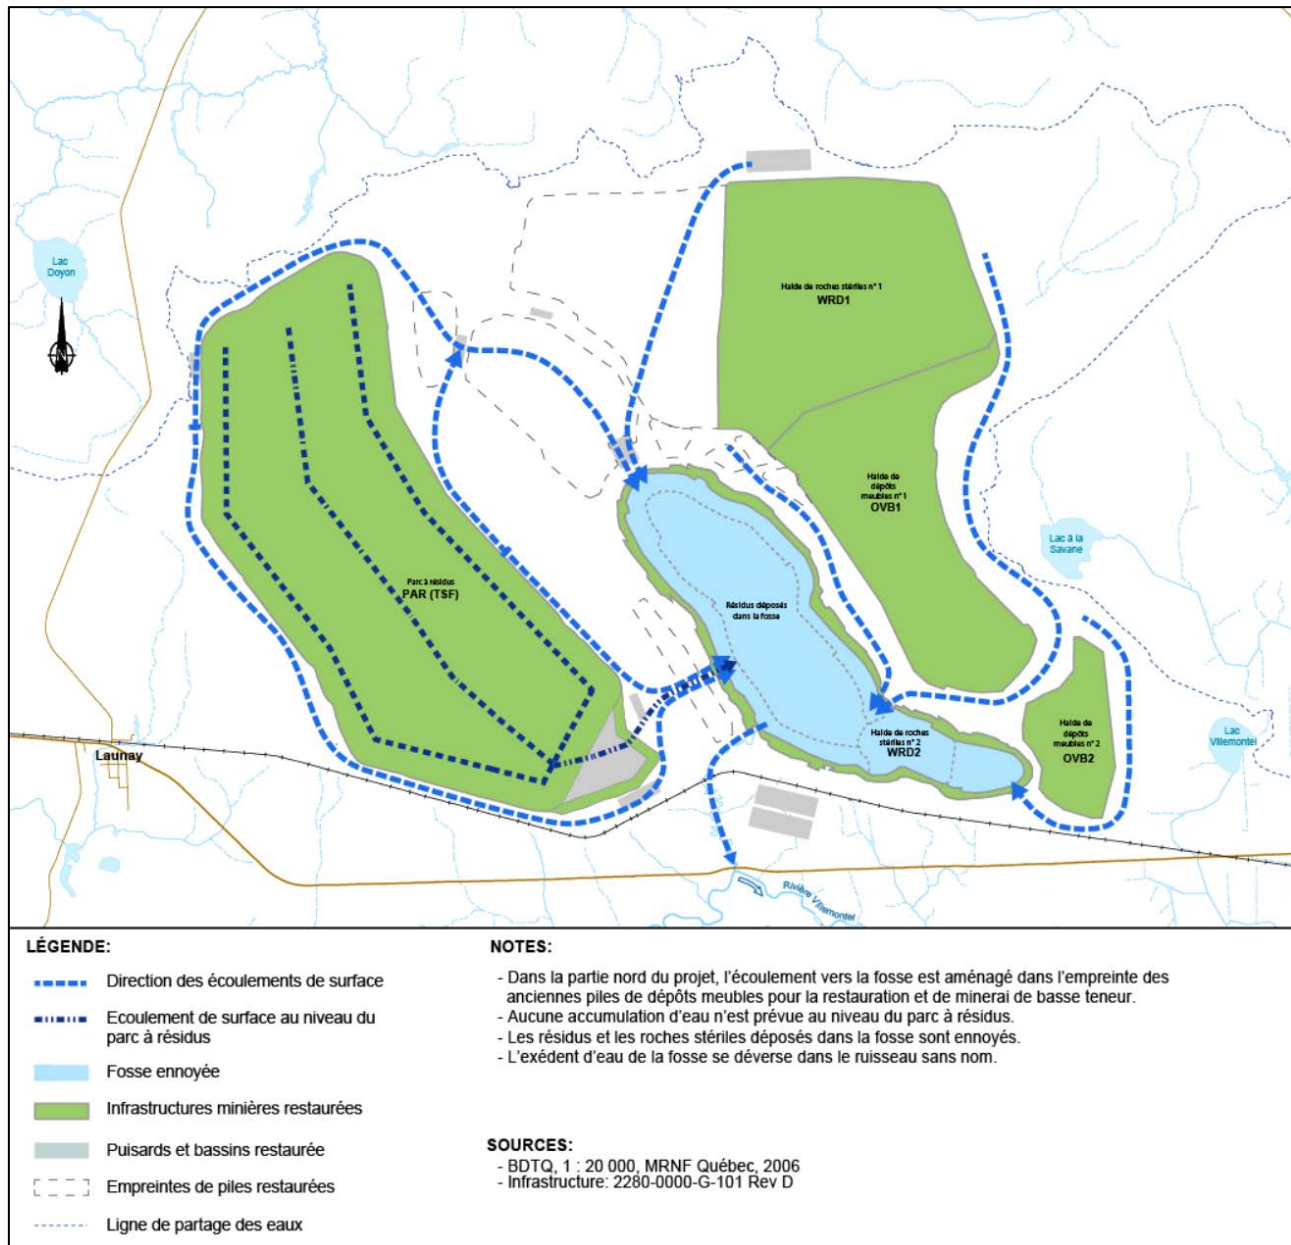 Lac
Doyon
N
Halde de roches stériles n° 1
WRD1
Halde de
dépôts
meubles n° 1
OVB1
Lac à la
Savane
Parc à résidus
PAR (TSF)
Résidus déposés
dans la fosse
Halde de roches
stériles n° 2
WRD2
Halde de
dépôts
meubles n° 2
OVB2
Lac
Villemontel
Launay
Rivière Villemontel
LÉGENDE:
Direction des écoulements de surface
Ecoulement de surface au niveau du
parc à résidus
Fosse ennoyée
Infrastructures minières restaurées
Puisards et bassins restaurée
Empreintes de piles restaurées
Ligne de partage des eaux
NOTES:
- Dans la partie nord du projet, l'écoulement vers la fosse est aménagé dans l'empreinte des
anciennes piles de dépôts meubles pour la restauration et de minerai de basse teneur.
- Aucune accumulation d'eau n'est prévue au niveau du parc à résidus.
- Les résidus et les roches stériles déposés dans la fosse sont ennoyés.
- L'exédent d'eau de la fosse se déverse dans le ruisseau sans nom.
SOURCES:
- BDTQ, 1 : 20 000, MRNF Québec, 2006
- Infrastructure: 2280-0000-G-101 Rev D